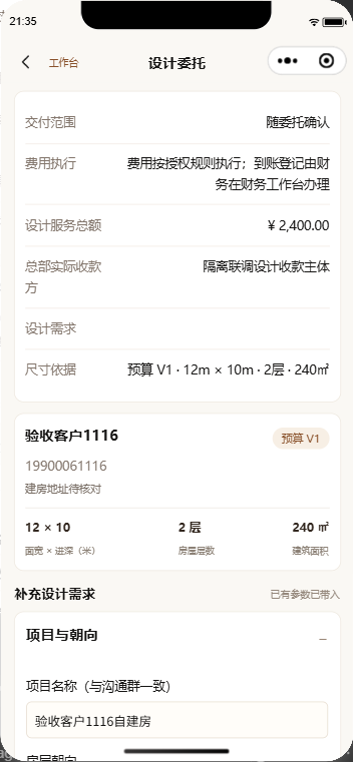 21:35
工作台
设计委托
交付范围
随委托确认
费用执行
费用按授权规则执行；到账登记由财
务在财务工作台办理
设计服务总额
¥ 2,400.00
总部实际收款
方
隔离联调设计收款主体
设计需求
尺寸依据
预算 V1 · 12m × 10m · 2层 · 240㎡
验收客户1116
预算 V1
19900061116
建房地址待核对
12 × 10
2 层
240 ㎡
面宽 × 进深（米）
房屋层数
建筑面积
补充设计需求
已有参数已带入
项目与朝向
项目名称（与沟通群一致）
验收客户1116自建房
房屋朝向